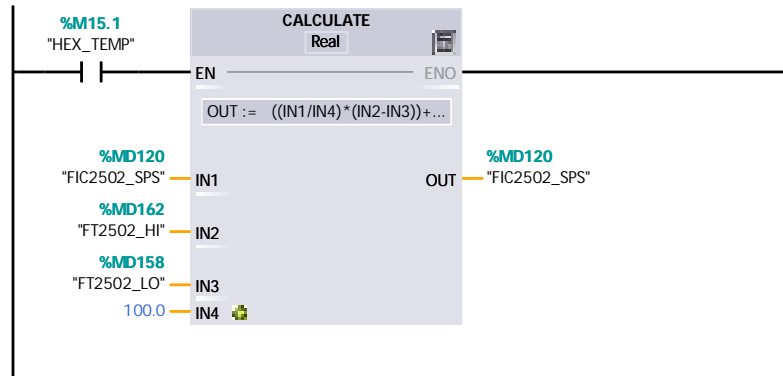 %M15.1
"HEX_TEMP"
CALCULATE
Real
EN
ENO
OUT := ((IN1/IN4)*(IN2-IN3))+...
%MD120
"FIC2502_SPS"
IN1
OUT
%MD120
"FIC2502_SPS"
%MD162
"FT2502_HI"
IN2
%MD158
"FT2502_LO"
IN3
100.0
IN4